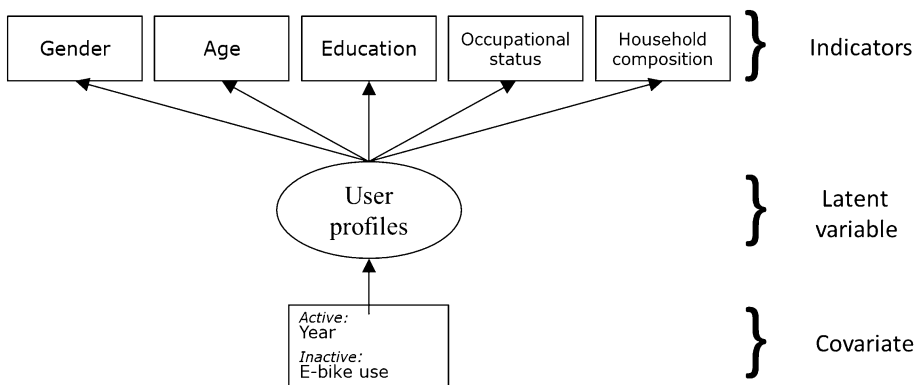 Gender
Age
Education
Occupational
status
Household
composition
Indicators
User
profiles
Latent
variable
Active:
Year
Inactive:
E-bike use
Covariate